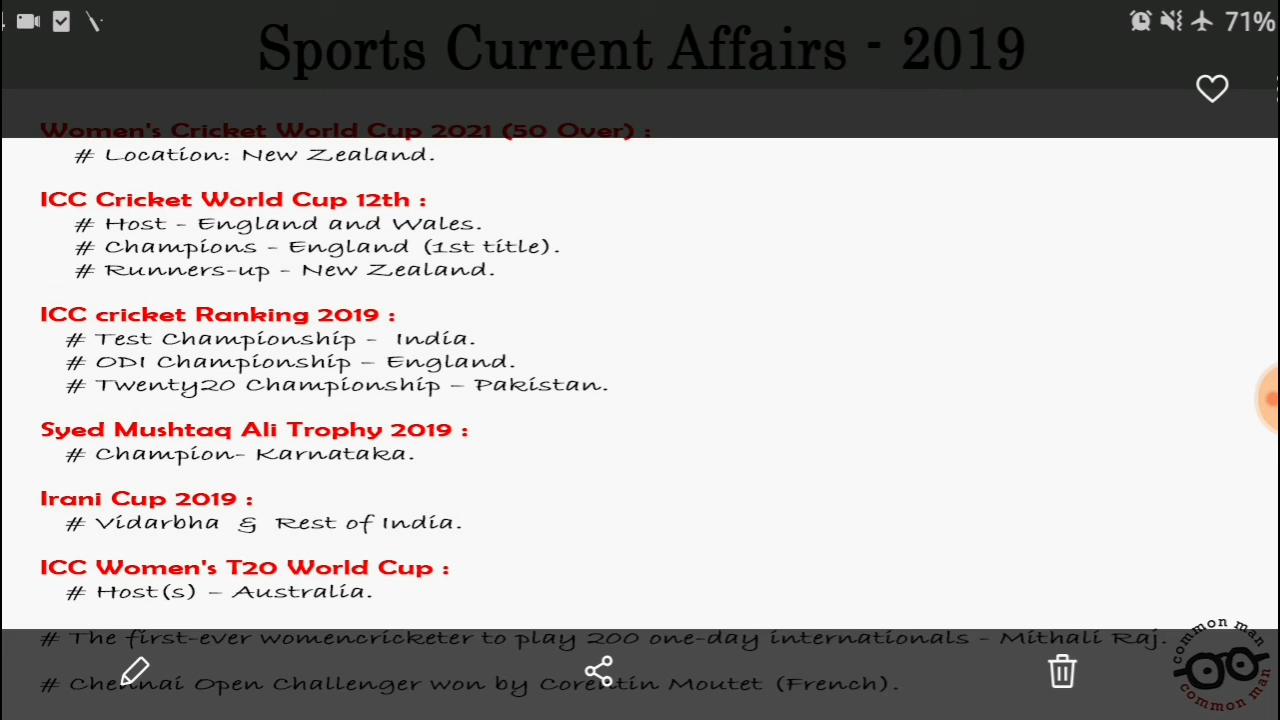 71%
Sports Current Affairs - 2019
Women's Cricket World Cup 2021 (50 Over) :
# Location: New Zealand.
ICC Cricket World Cup 12th :
# Host - England and Wales.
# Champions - England (1st title).
# Runners-up - New Zealand.
ICC cricket Ranking 2019 :
# Test Championship - India.
# ODI Championship – England.
# Twenty20 Championship – Pakistan.
Syed Mushtaq Ali Trophy 2019 :
# Champion- Karnataka.
Irani Cup 2019 :
# Vidarbha & Rest of India.
ICC Women's T20 World Cup :
# Host(s) – Australia.
# The first-ever womencricketer to play 200 one-day internationals - Mithali Raj.
# Chennai Open Challenger won by Corentin Moutet (French).
common man
common man